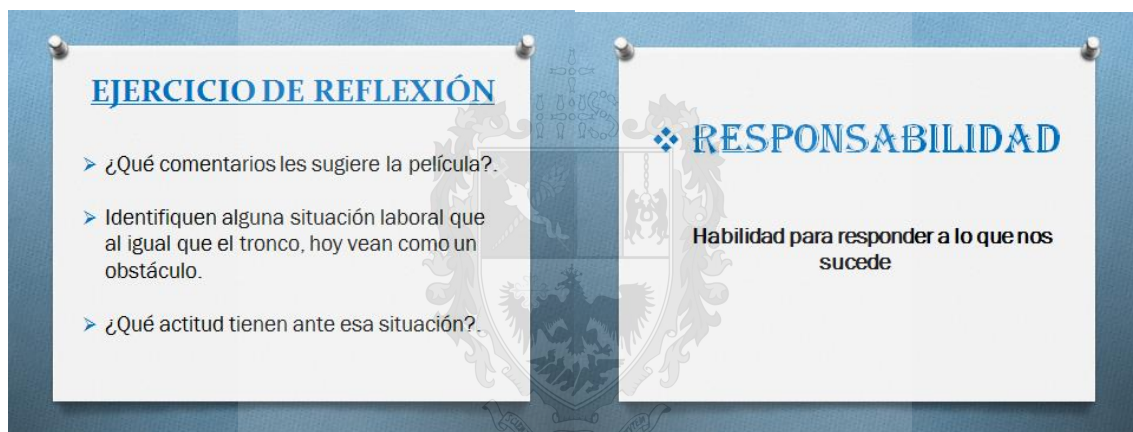 EJERCICIO DE REFLEXIÓN
➢ ¿Qué comentarios les sugiere la película?.
➢ Identifiquen alguna situación laboral que
al igual que el tronco, hoy vean como un
obstáculo.
➢ ¿Qué actitud tienen ante esa situación?.
❖ RESPONSABILIDAD
Habilidad para responder a lo que nos
sucede